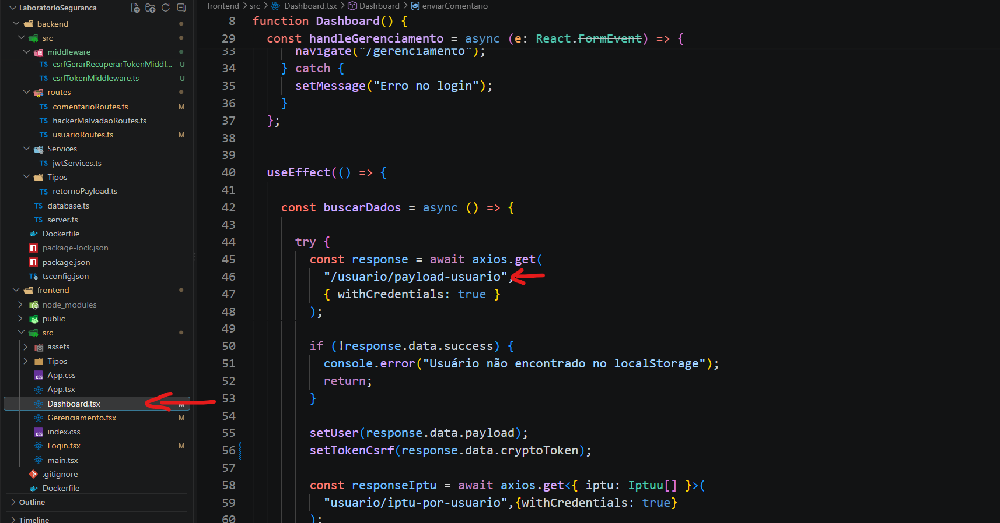 LaboratorioSeguranca
backend
src
middleware
TS csrfGerarRecuperarTokenMiddl... U
TS csrfTokenMiddleware.ts U
routes
TS comentarioRoutes.ts M
TS hackerMalvadaoRoutes.ts
TS usuarioRoutes.ts M
Services
TS jwtServices.ts
Tipos
TS retornoPayload.ts
TS database.ts
TS server.ts
Dockerfile
package-lock.json
package.json
TS tsconfig.json
frontend
node_modules
public
src
assets
Tipos
App.css
App.tsx
Dashboard.tsx M
Gerenciamento.tsx M
index.css
Login.tsx M
main.tsx
.gitignore
Dockerfile
Outline
Timeline
frontend > src > Dashboard.tsx > Dashboard > enviarComentario
8 function Dashboard() {
29 const handleGerenciamento = async (e: React.FormEvent) => {
33 navigate("/gerenciamento");
34 } catch {
35 setMessage("Erro no login");
36 }
37 };
38
39
40 useEffect(() => {
41
42 const buscarDados = async () => {
43
44 try {
45 const response = await axios.get(
46 "/usuario/payload-usuario",
47 { withCredentials: true }
48 );
49
50 if (!response.data.success) {
51 console.error("Usuário não encontrado no localStorage");
52 return;
53 }
54
55 setUser(response.data.payload);
56 setTokenCsrf(response.data.cryptoToken);
57
58 const responseIptu = await axios.get<{ iptu: Iptuu[] }>(
59 "usuario/iptu-por-usuario",{withCredentials: true}
60 );